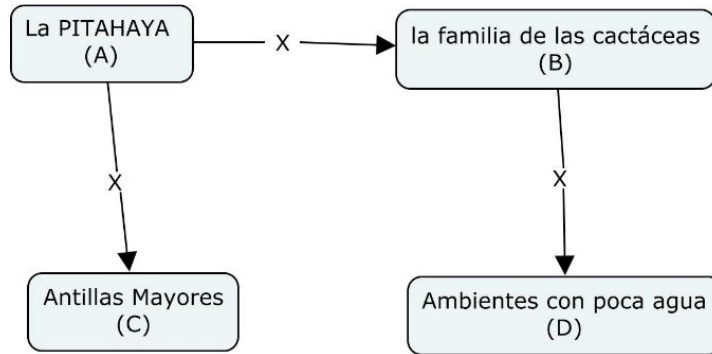 La PITAHAYA
(A)
X
la familia de las cactáceas
(B)
X
X
Antillas Mayores
(C)
Ambientes con poca agua
(D)